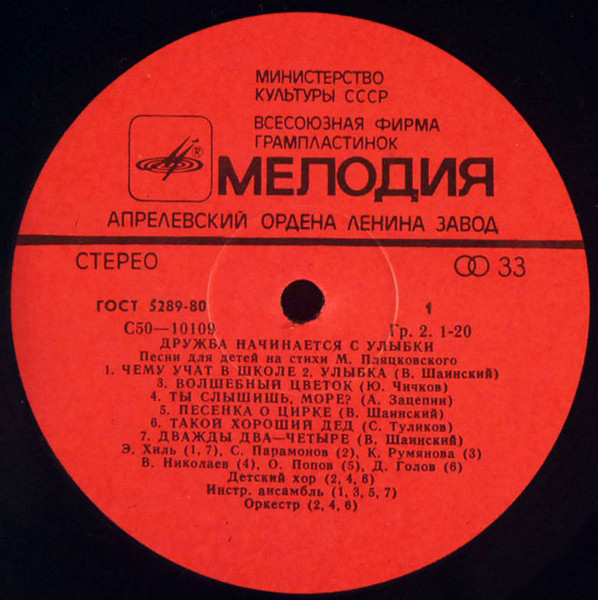 МИНИСТЕРСТВО
КУЛЬТУРЫ СССР
ВСЕСОЮЗНАЯ ФИРМА
ГРАМПЛАСТИНОК
® МЕЛОДИЯ
АПРЕЛЕВСКИЙ ОРДЕНА ЛЕНИНА ЗАВОД
СТЕРЕО 33
ГОСТ 5289-80 1
С50—10109 Гр. 2. 1-20
ДРУЖБА НАЧИНАЕТСЯ С УЛЫБКИ
Песни для детей на стихи М. Пляцковского
1. ЧЕМУ УЧАТ В ШКОЛЕ 2. УЛЫБКА (В. Шаинский)
3. ВОЛШЕБНЫЙ ЦВЕТОК (Ю. Чичков)
4. ТЫ СЛЫШИШЬ, МОРЕ? (А. Зацепин)
5. ПЕСЕНКА О ЦИРКЕ (В. Шаинский)
6. ТАКОЙ ХОРОШИЙ ДЕД (С. Туликов)
7. ДВАЖДЫ ДВА—ЧЕТЫРЕ (В. Шаинский)
Э. Хиль (1, 7), С. Парамонов (2), К. Румянова (3)
В. Николаев (4), О. Попов (5), Д. Голов (6)
Детский хор (2, 4, 6)
Инстр. ансамбль (1, 3, 5, 7)
Оркестр (2, 4, 6)